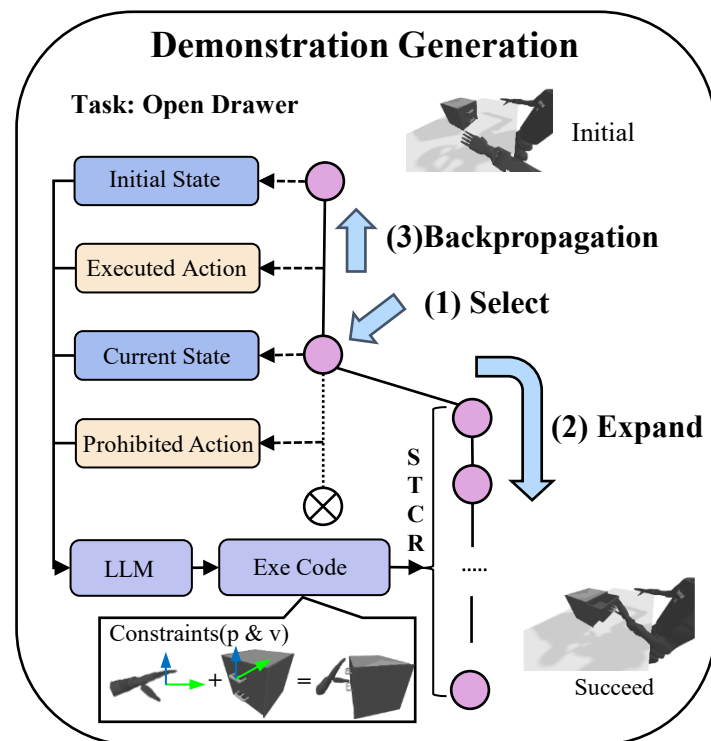 Demonstration Generation
Task: Open Drawer
Initial
Initial State
(3)Backpropagation
Executed Action
(1) Select
Current State
(2) Expand
Prohibited Action
S
T
C
R
LLM
Exe Code
......
Constraints(p & v)
+
=
Succeed